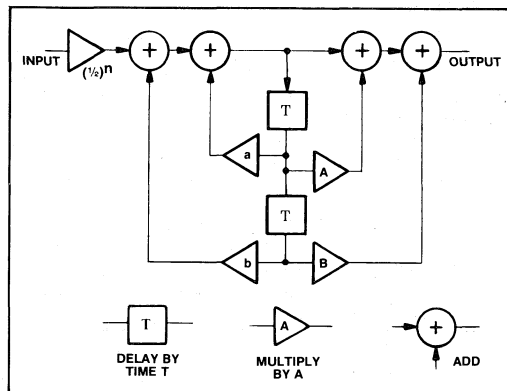 + + + +
INPUT (½)ⁿ OUTPUT
T
a A
T
b B
T A +
DELAY BY MULTIPLY ADD
TIME T BY A